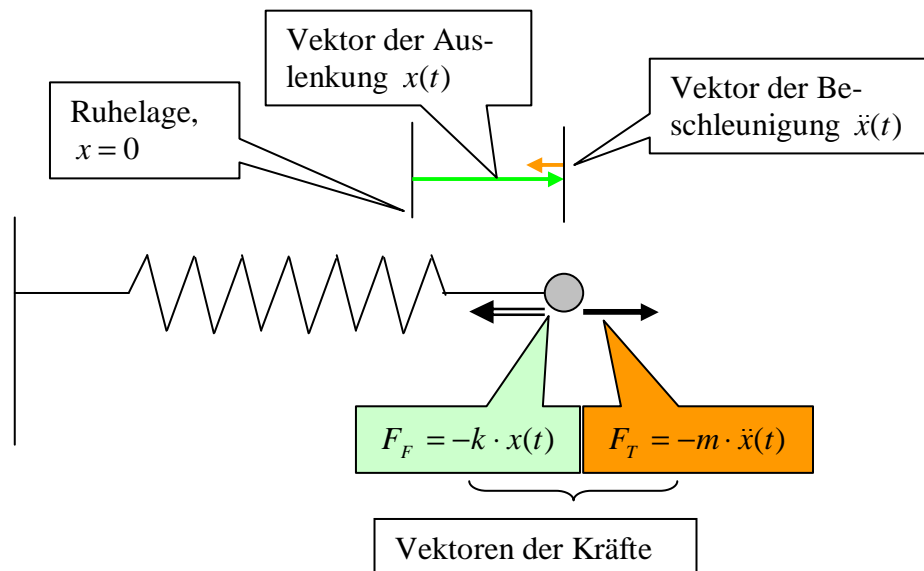 Vektor der Aus-
lenkung x(t)
Ruhelage,
x = 0
Vektor der Be-
schleunigung ẍ(t)
F_F = −k · x(t)
F_T = −m · ẍ(t)
Vektoren der Kräfte